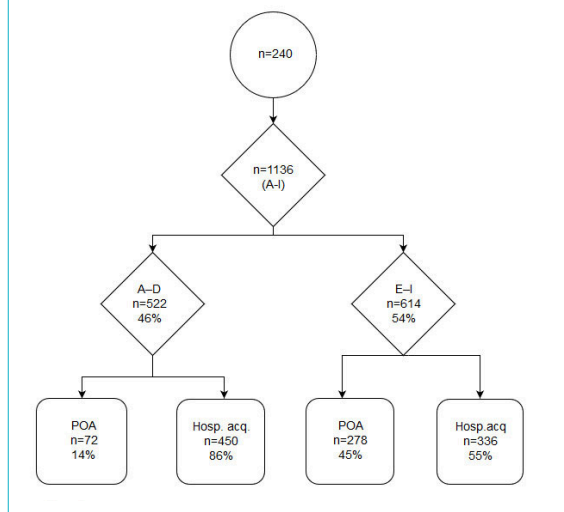 n=240
n=1136
(A-I)
A–D
n=522
46%
E–I
n=614
54%
POA
n=72
14%
Hosp. acq.
n=450
86%
POA
n=278
45%
Hosp.acq
n=336
55%